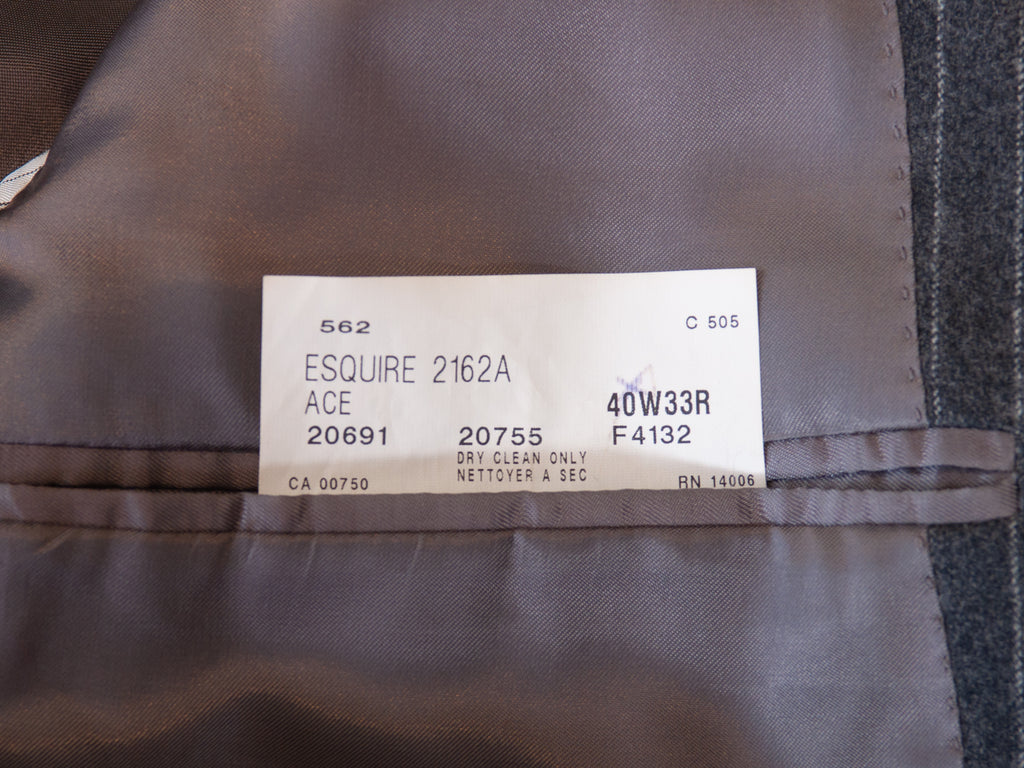 562 C 505
ESQUIRE 2162A
ACE 40W33R
20691 20755 F4132
DRY CLEAN ONLY
NETTOYER A SEC
CA 00750 RN 14006